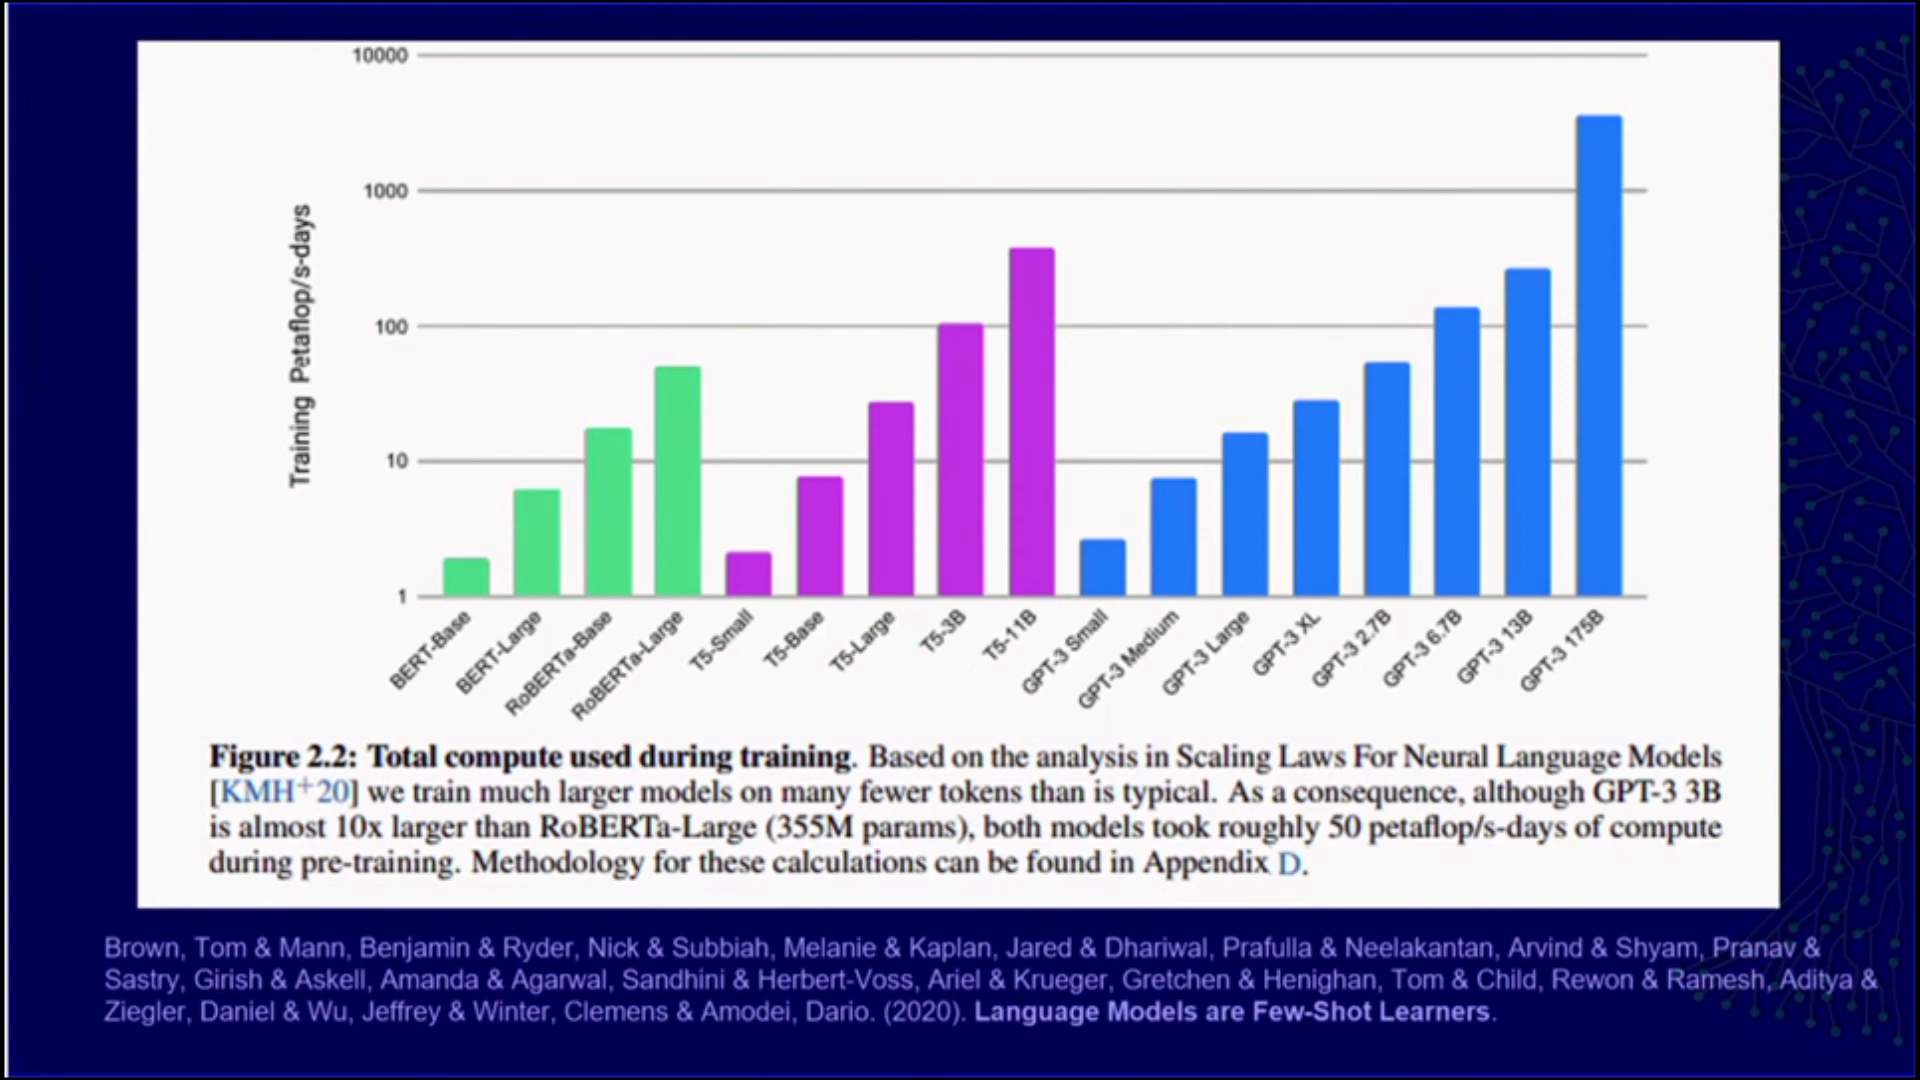 10000
1000
100
10
1
Training Petaflop/s-days
BERT-Base
BERT-Large
RoBERTa-Base
RoBERTa-Large
T5-Small
T5-Base
T5-Large
T5-3B
T5-11B
GPT-3 Small
GPT-3 Medium
GPT-3 Large
GPT-3 XL
GPT-3 2.7B
GPT-3 6.7B
GPT-3 13B
GPT-3 175B
Figure 2.2: Total compute used during training. Based on the analysis in Scaling Laws For Neural Language Models
[KMH+20] we train much larger models on many fewer tokens than is typical. As a consequence, although GPT-3 3B
is almost 10x larger than RoBERTa-Large (355M params), both models took roughly 50 petaflop/s-days of compute
during pre-training. Methodology for these calculations can be found in Appendix D.
Brown, Tom & Mann, Benjamin & Ryder, Nick & Subbiah, Melanie & Kaplan, Jared & Dhariwal, Prafulla & Neelakantan, Arvind & Shyam, Pranav &
Sastry, Girish & Askell, Amanda & Agarwal, Sandhini & Herbert-Voss, Ariel & Krueger, Gretchen & Henighan, Tom & Child, Rewon & Ramesh, Aditya &
Ziegler, Daniel & Wu, Jeffrey & Winter, Clemens & Amodei, Dario. (2020). Language Models are Few-Shot Learners.